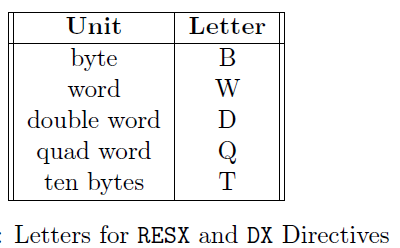 Unit Letter
byte B
word W
double word D
quad word Q
ten bytes T
: Letters for RESX and DX Directives